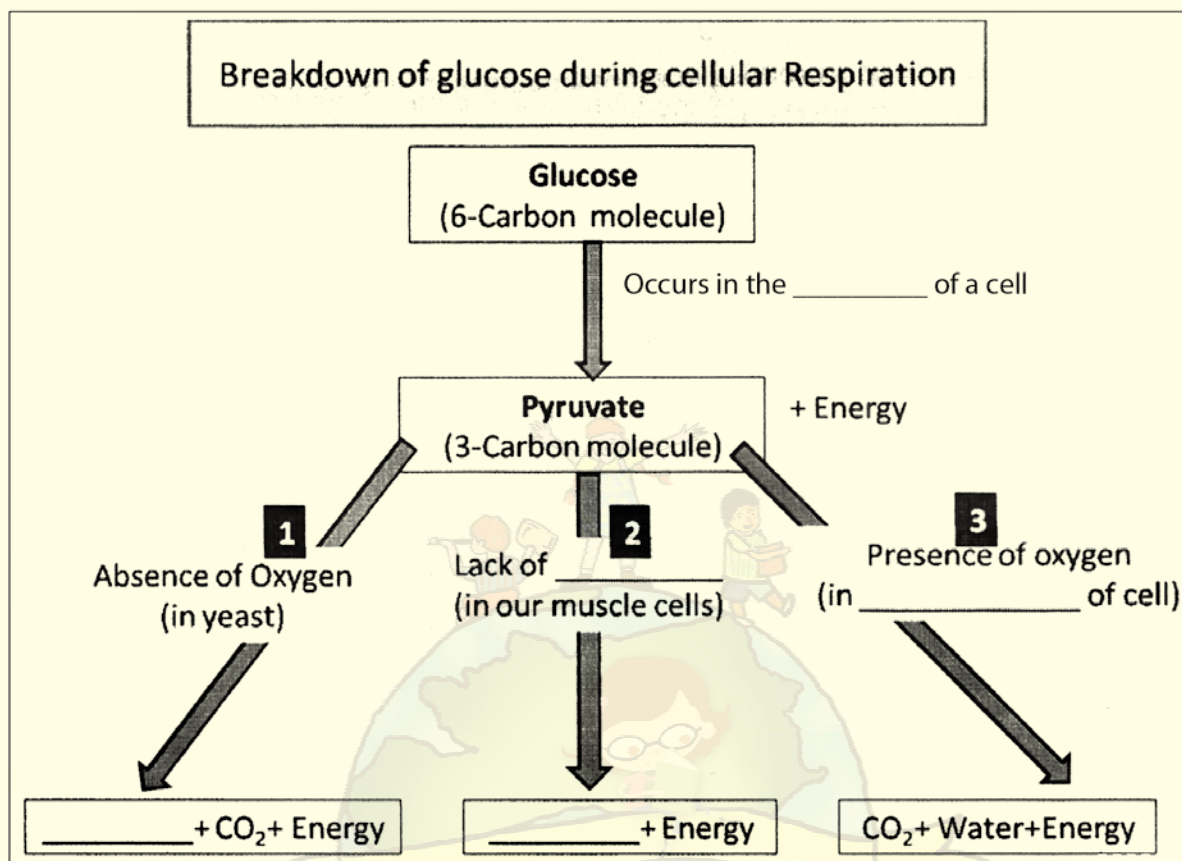 Breakdown of glucose during cellular Respiration
Glucose
(6-Carbon molecule)
Occurs in the _________ of a cell
Pyruvate
(3-Carbon molecule)
+ Energy
1
Absence of Oxygen
(in yeast)
2
Lack of ___________
(in our muscle cells)
3
Presence of oxygen
(in ______________ of cell)
_________ + CO₂+ Energy
_________ + Energy
CO₂+ Water+Energy